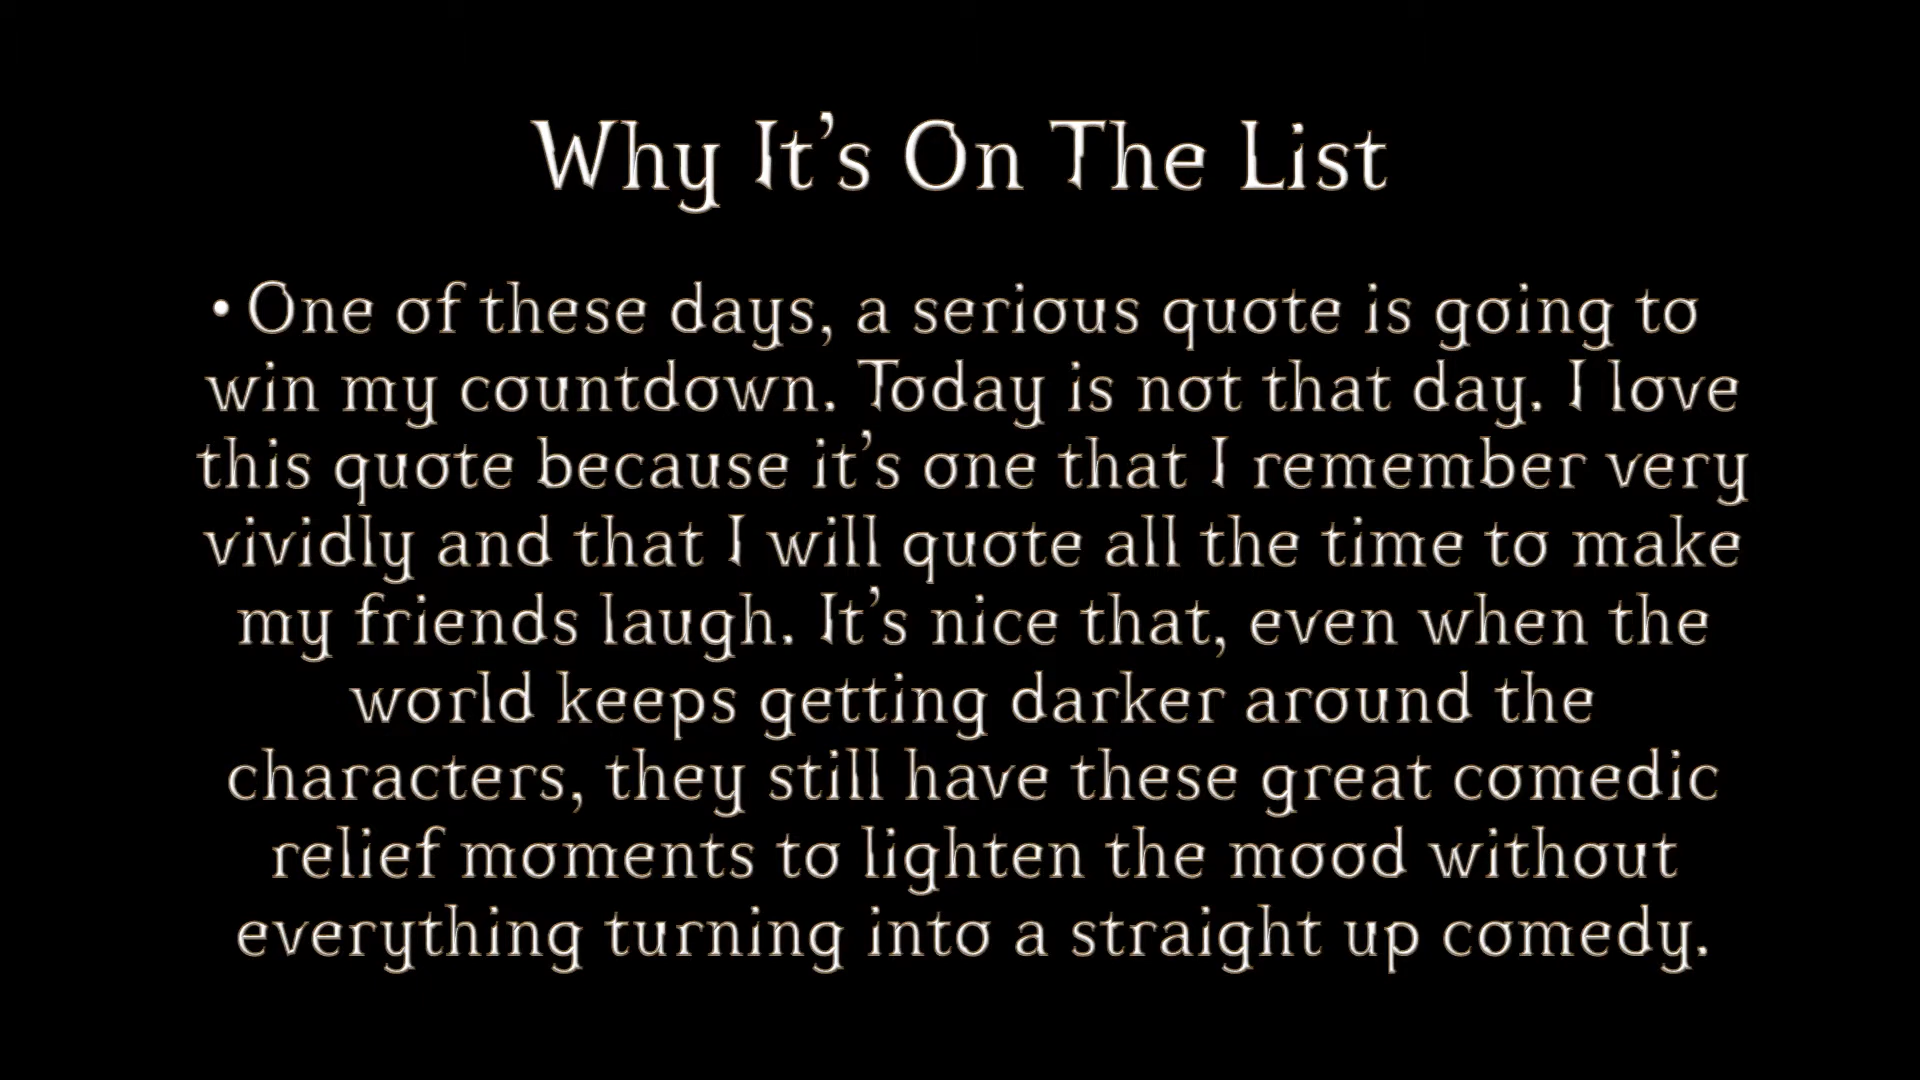 Why It’s On The List
• One of these days, a serious quote is going to
win my countdown. Today is not that day. I love
this quote because it’s one that I remember very
vividly and that I will quote all the time to make
my friends laugh. It’s nice that, even when the
world keeps getting darker around the
characters, they still have these great comedic
relief moments to lighten the mood without
everything turning into a straight up comedy.